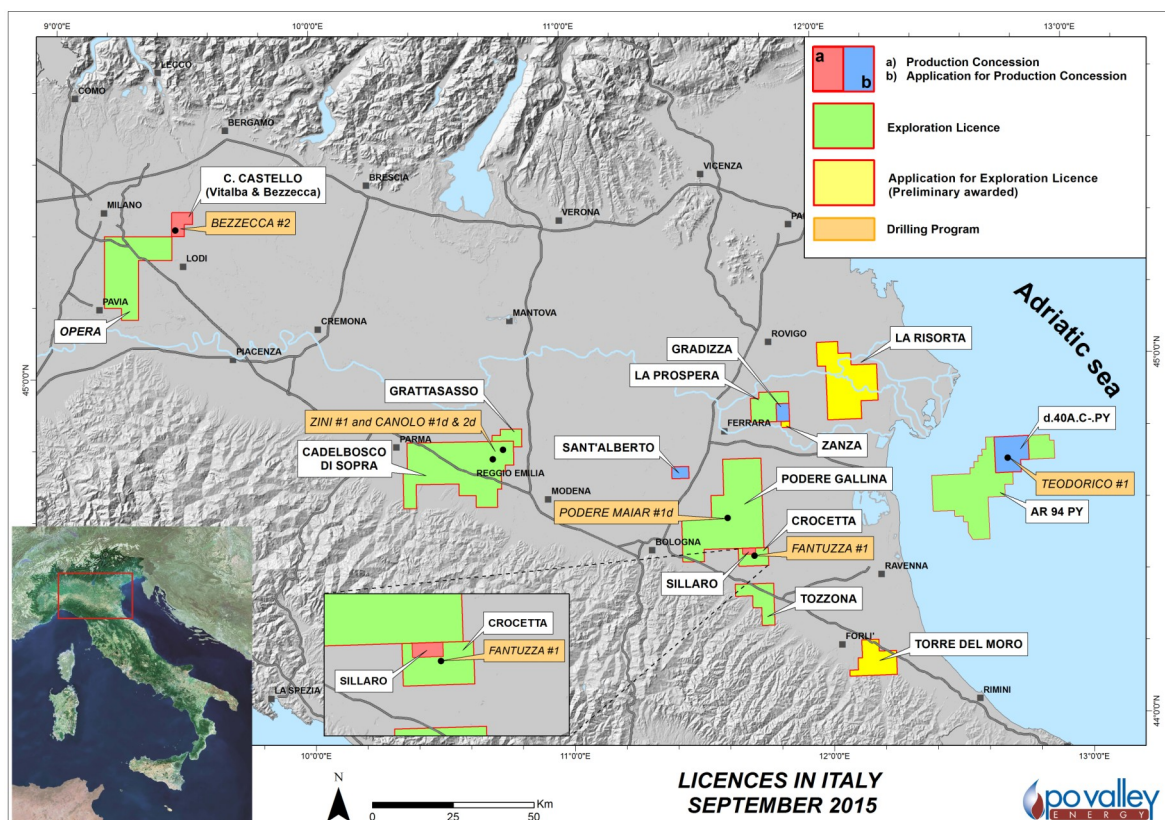 9°0'0"E
10°0'0"E
11°0'0"E
12°0'0"E
13°0'0"E
LECCO
COMO
BERGAMO
BRESCIA
VICENZA
VERONA
PA
MILANO
LODI
PAVIA
CREMONA
PIACENZA
MANTOVA
ROVIGO
FERRARA
PARMA
REGGIO EMILIA
MODENA
BOLOGNA
RAVENNA
FORLI'
RIMINI
LA SPEZIA
a
b
a) Production Concession
b) Application for Production Concession
Exploration Licence
Application for Exploration Licence
(Preliminary awarded)
Drilling Program
C. CASTELLO
(Vitalba & Bezzecca)
BEZZECCA #2
OPERA
GRATTASASSO
ZINI #1 and CANOLO #1d & 2d
CADELBOSCO
DI SOPRA
GRADIZZA
LA PROSPERA
LA RISORTA
ZANZA
SANT'ALBERTO
PODERE GALLINA
PODERE MAIAR #1d
CROCETTA
FANTUZZA #1
SILLARO
TOZZONA
TORRE DEL MORO
Adriatic sea
d.40A.C-.PY
TEODORICO #1
AR 94 PY
CROCETTA
FANTUZZA #1
SILLARO
45°0'0"N
45°0'0"N
44°0'0"N
10°0'0"E
11°0'0"E
12°0'0"E
13°0'0"E
N
0
25
50
Km
LICENCES IN ITALY
SEPTEMBER 2015
po valley
ENERGY